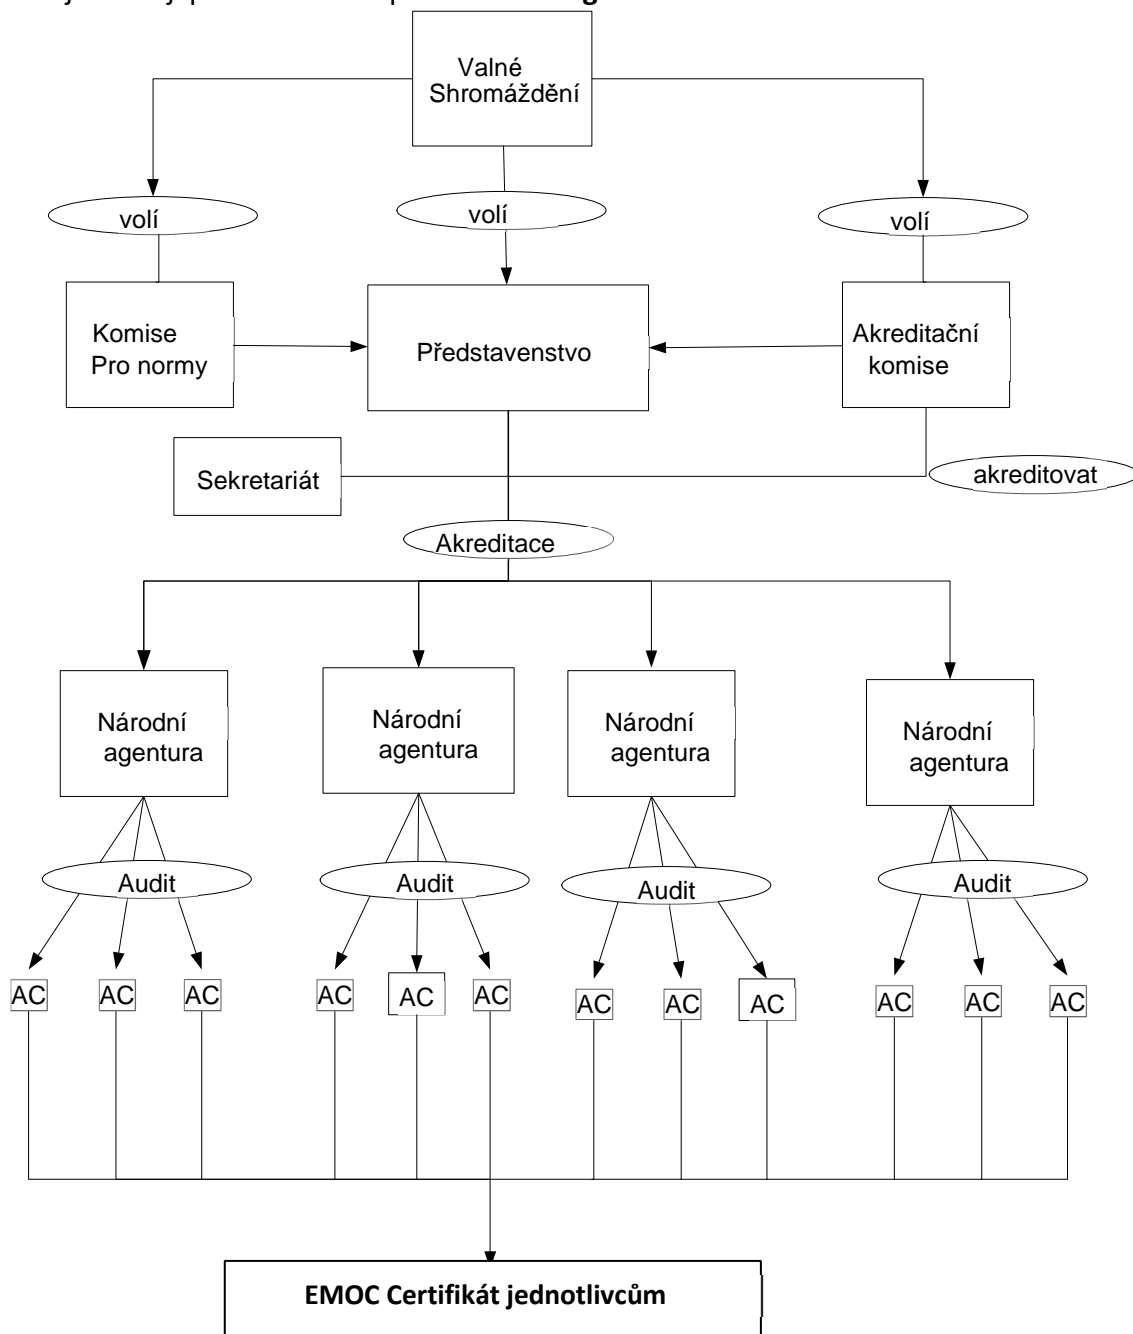 Valné
Shromáždění
volí
volí
volí
Komise
Pro normy
Představenstvo
Akreditační
komise
Sekretariát
akreditovat
Akreditace
Národní
agentura
Národní
agentura
Národní
agentura
Národní
agentura
Audit
Audit
Audit
Audit
AC
AC
AC
AC
AC
AC
AC
AC
AC
AC
AC
AC
EMOC Certifikát jednotlivcům